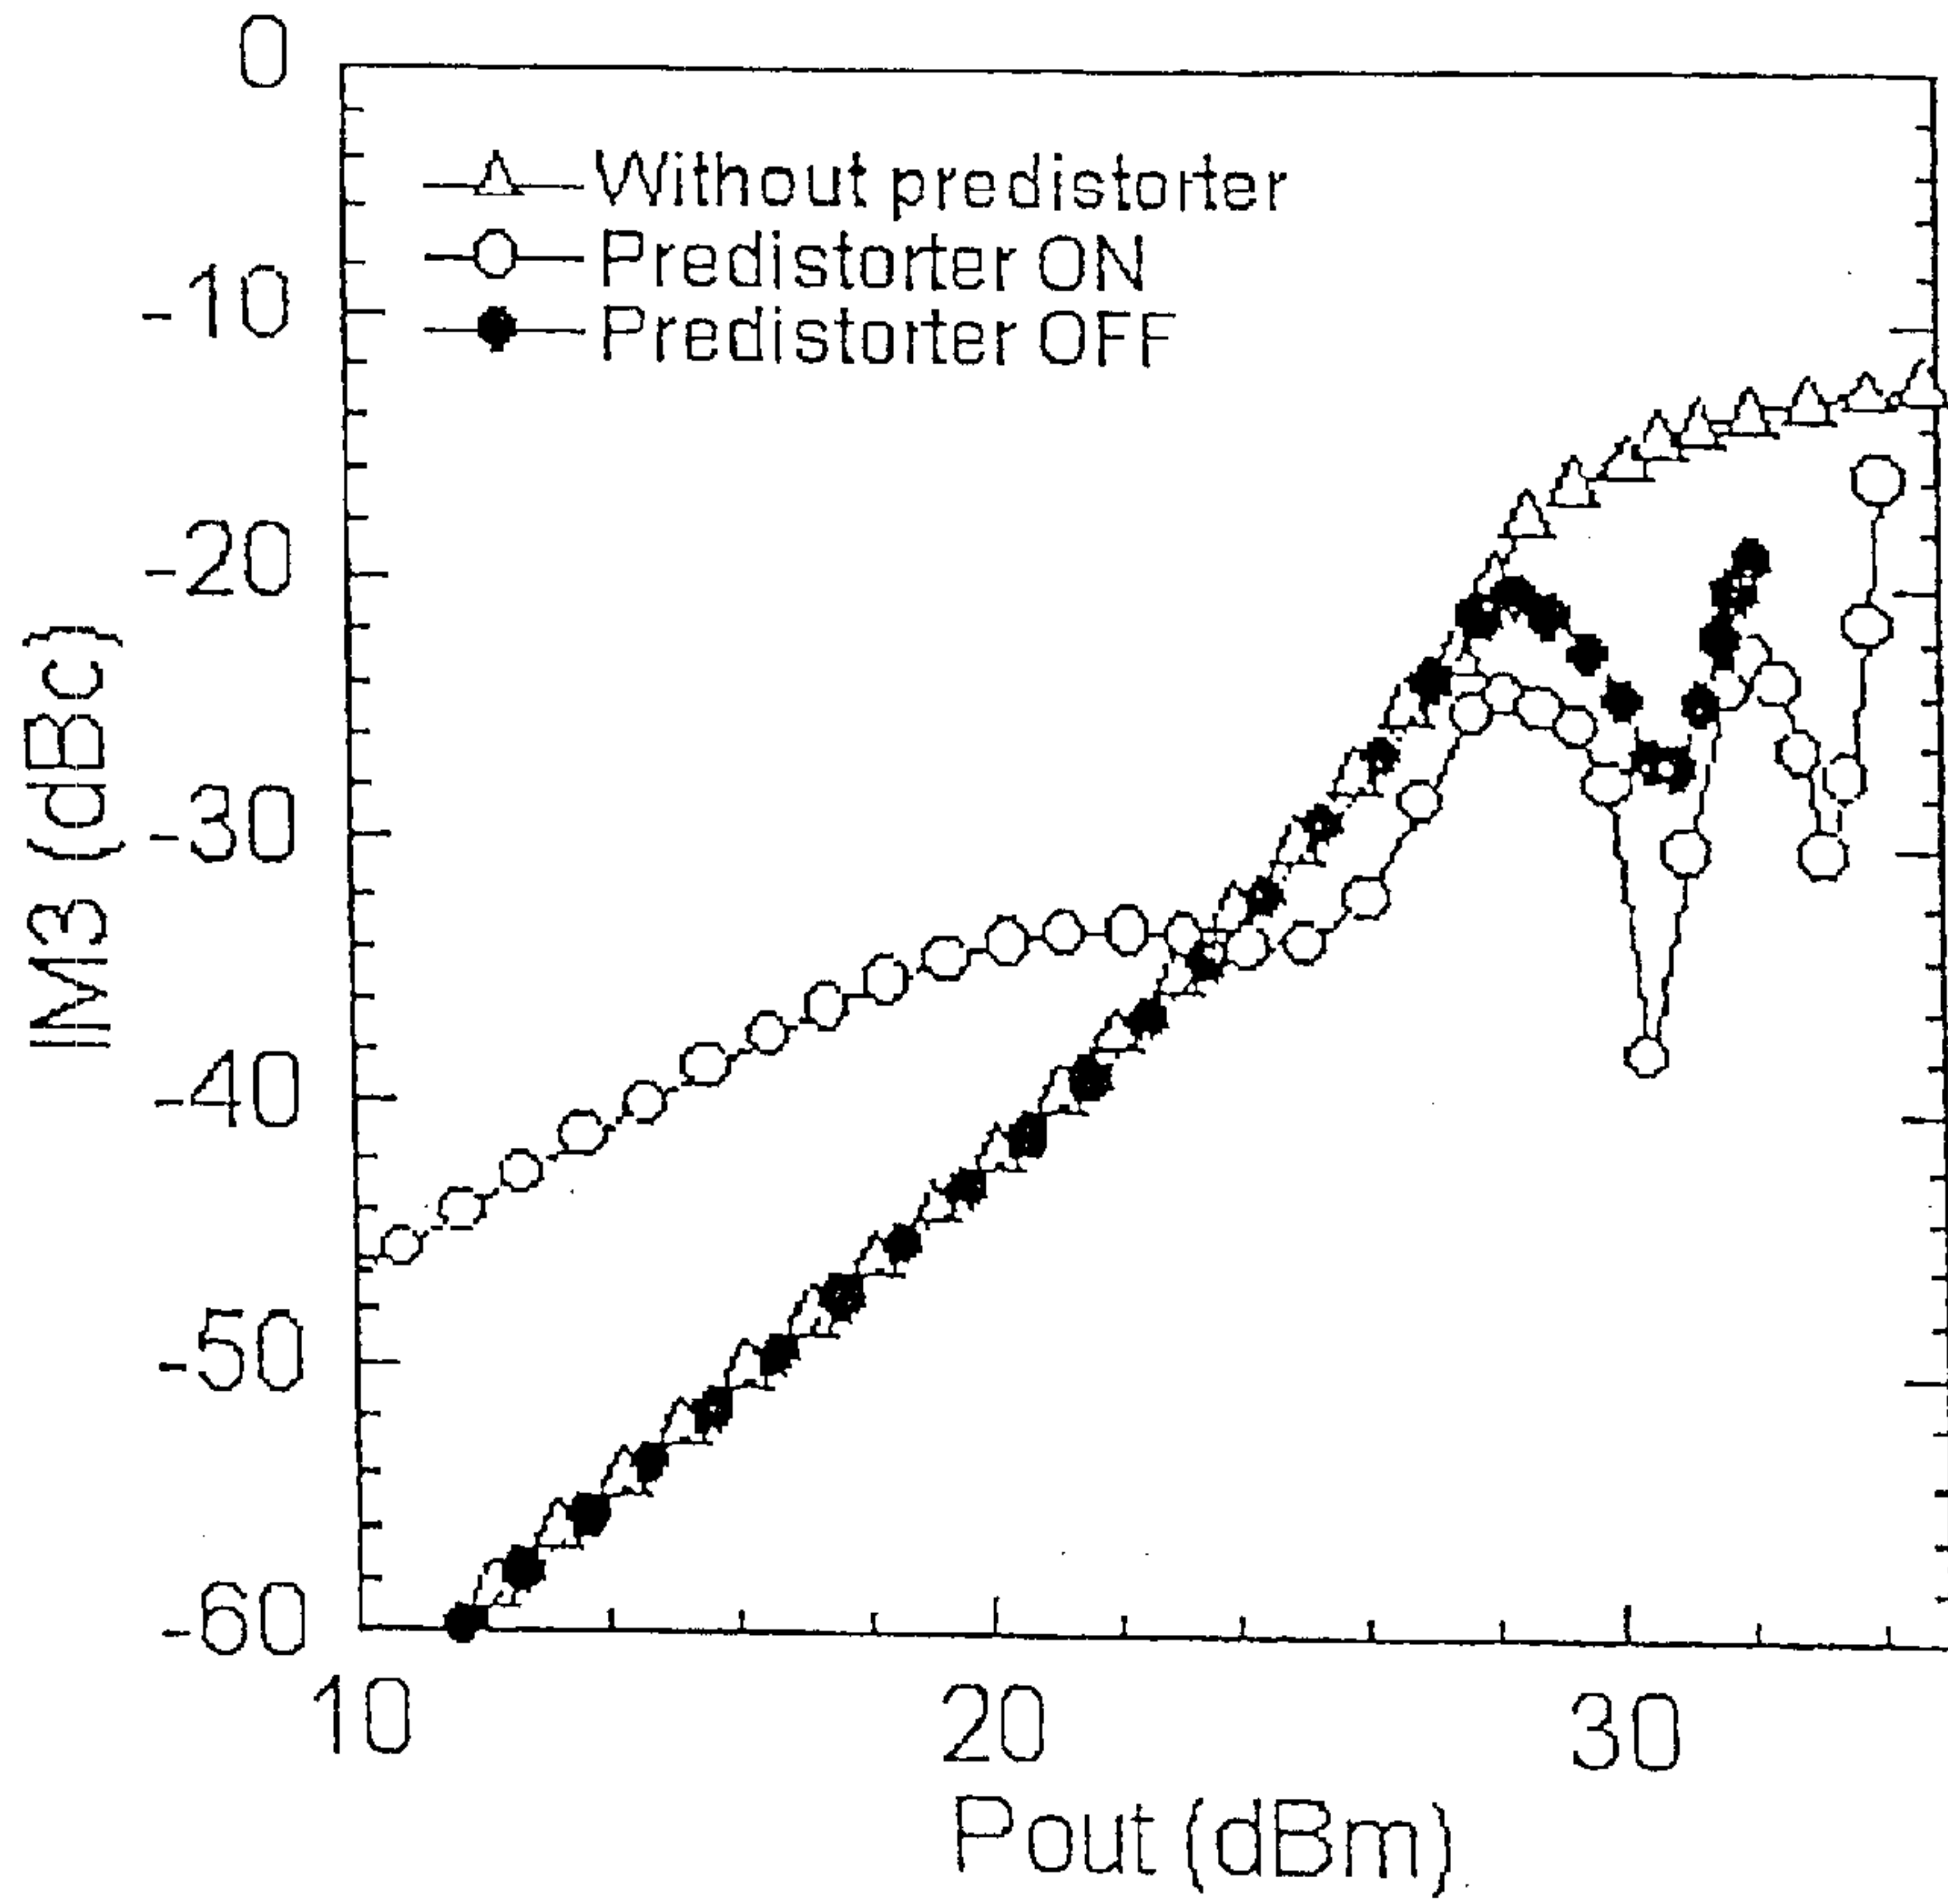 0
Without predistorter
Predistorter ON
-10
Predistorter OFF
-20
-30
-40
-50
-60
IM3 (dBc)
10 20 30
Pout (dBm)